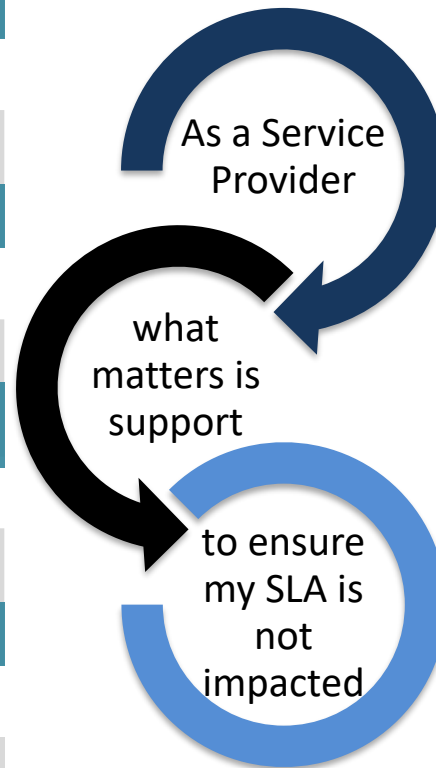 As a Service
Provider
what
matters is
support
to ensure
my SLA is
not
impacted